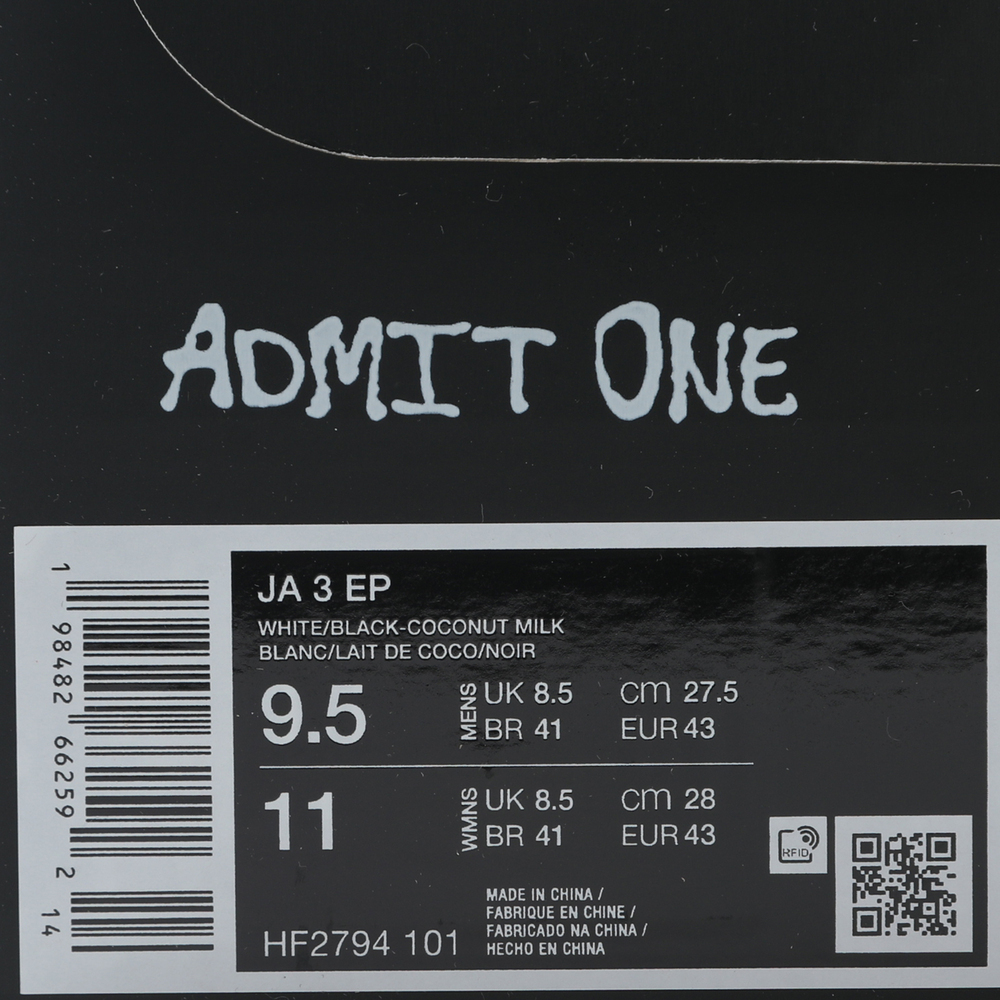 ADMIT ONE
1 98482 66259 2
14
JA 3 EP
WHITE/BLACK-COCONUT MILK
BLANC/LAIT DE COCO/NOIR
9.5 MENS UK 8.5 cm 27.5
BR 41 EUR 43
11 WMNS UK 8.5 cm 28
BR 41 EUR 43
RFID
MADE IN CHINA /
FABRIQUE EN CHINE /
FABRICADO NA CHINA /
HECHO EN CHINA
HF2794 101